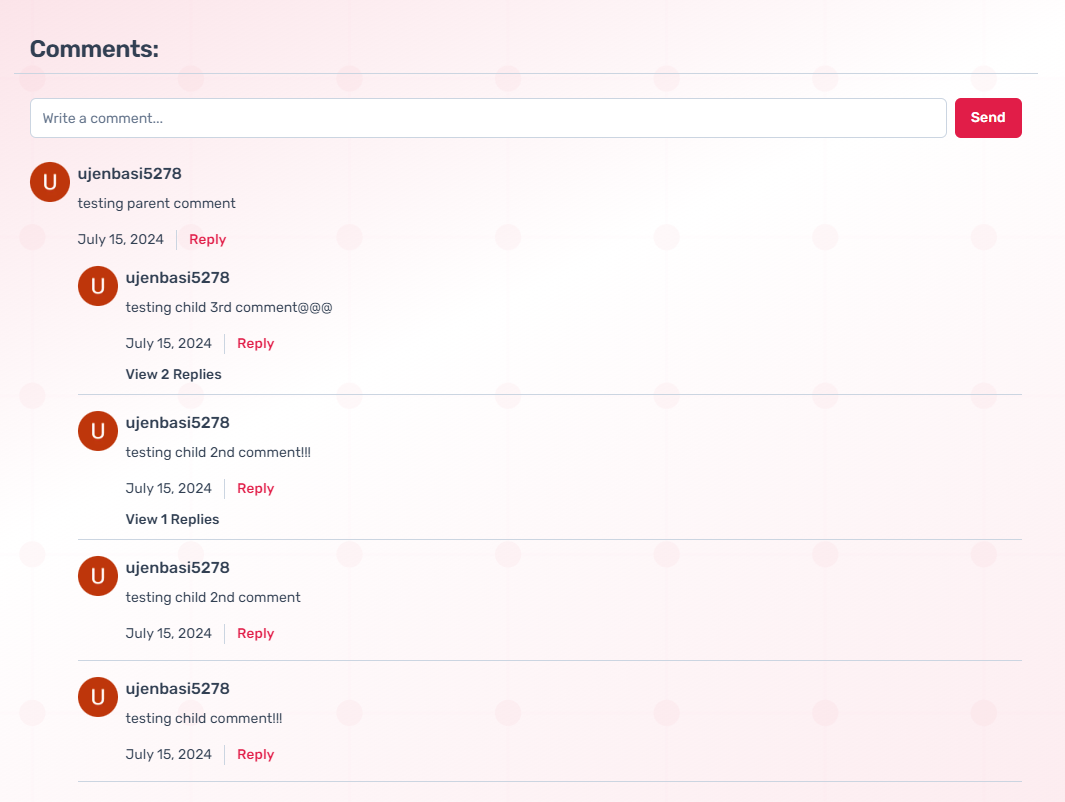 Comments:
Write a comment...
Send
U
ujenbasi5278
testing parent comment
July 15, 2024 Reply
U
ujenbasi5278
testing child 3rd comment@@@
July 15, 2024 Reply
View 2 Replies
U
ujenbasi5278
testing child 2nd comment!!!
July 15, 2024 Reply
View 1 Replies
U
ujenbasi5278
testing child 2nd comment
July 15, 2024 Reply
U
ujenbasi5278
testing child comment!!!
July 15, 2024 Reply